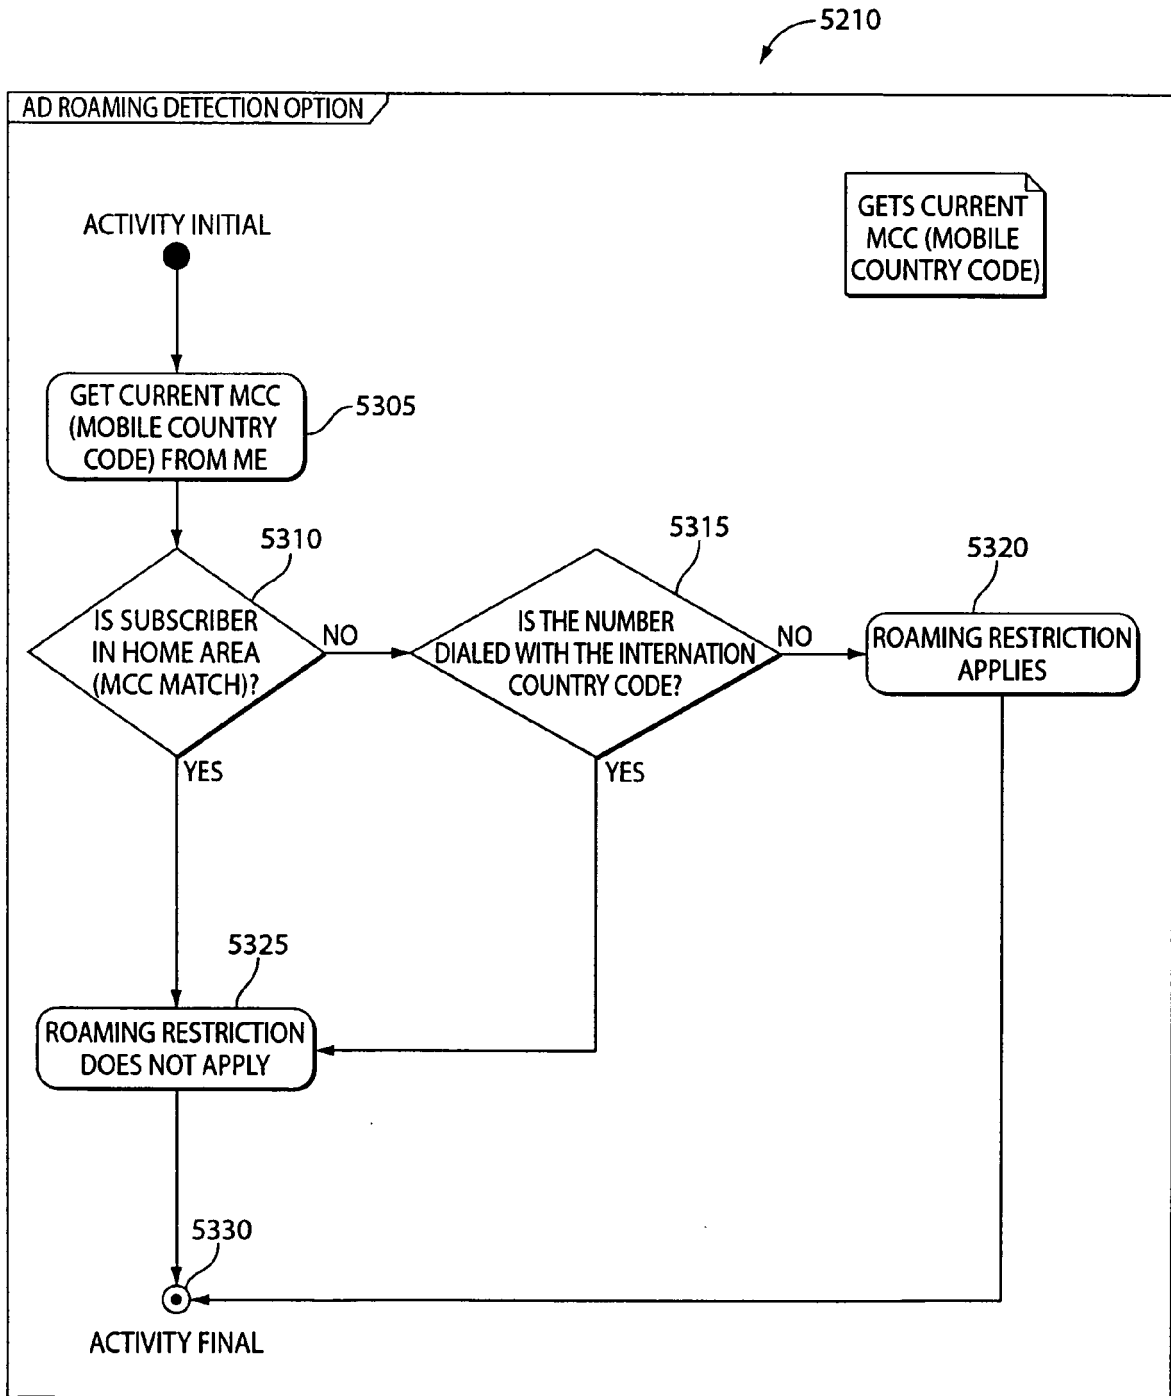 5210
AD ROAMING DETECTION OPTION
GETS CURRENT
MCC (MOBILE
COUNTRY CODE)
ACTIVITY INITIAL
GET CURRENT MCC
(MOBILE COUNTRY
CODE) FROM ME
5305
5310
IS SUBSCRIBER
IN HOME AREA
(MCC MATCH)?
NO
YES
5315
IS THE NUMBER
DIALED WITH THE INTERNATION
COUNTRY CODE?
NO
YES
5320
ROAMING RESTRICTION
APPLIES
5325
ROAMING RESTRICTION
DOES NOT APPLY
5330
ACTIVITY FINAL